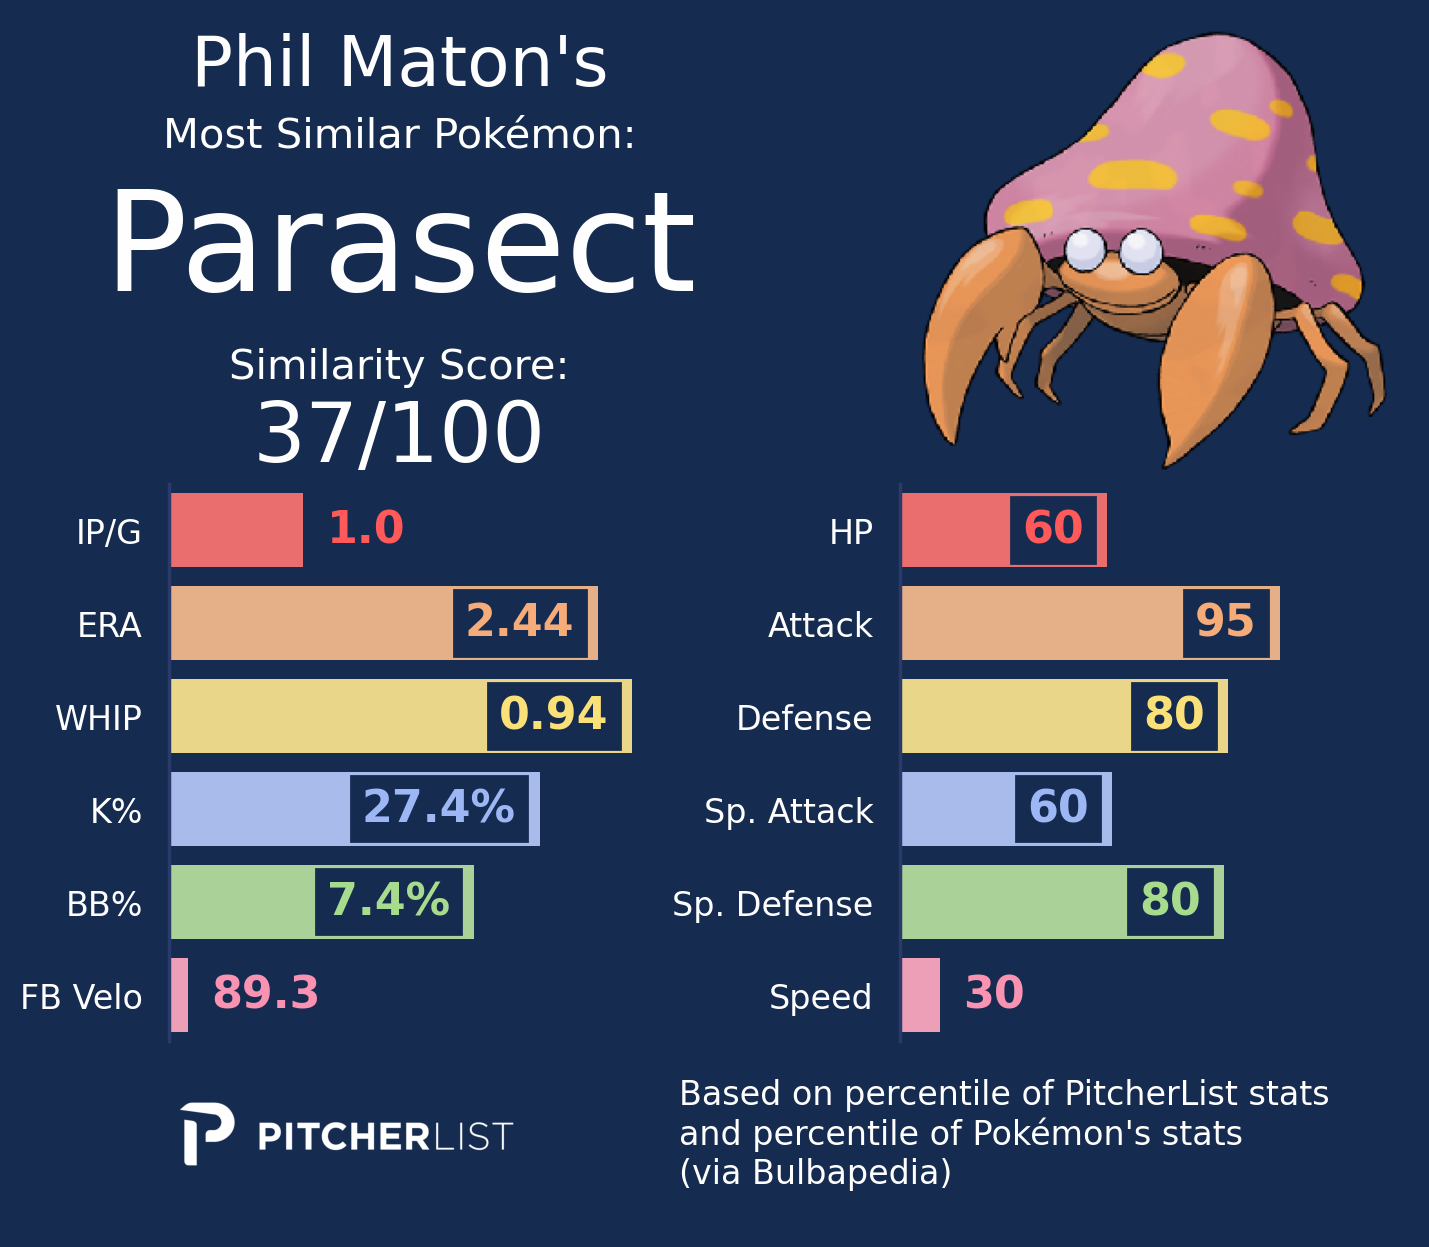 Phil Maton's
Most Similar Pokémon:
Parasect
Similarity Score:
37/100
IP/G 1.0
ERA 2.44
WHIP 0.94
K% 27.4%
BB% 7.4%
FB Velo 89.3
HP 60
Attack 95
Defense 80
Sp. Attack 60
Sp. Defense 80
Speed 30
PITCHERLIST
Based on percentile of PitcherList stats
and percentile of Pokémon's stats
(via Bulbapedia)